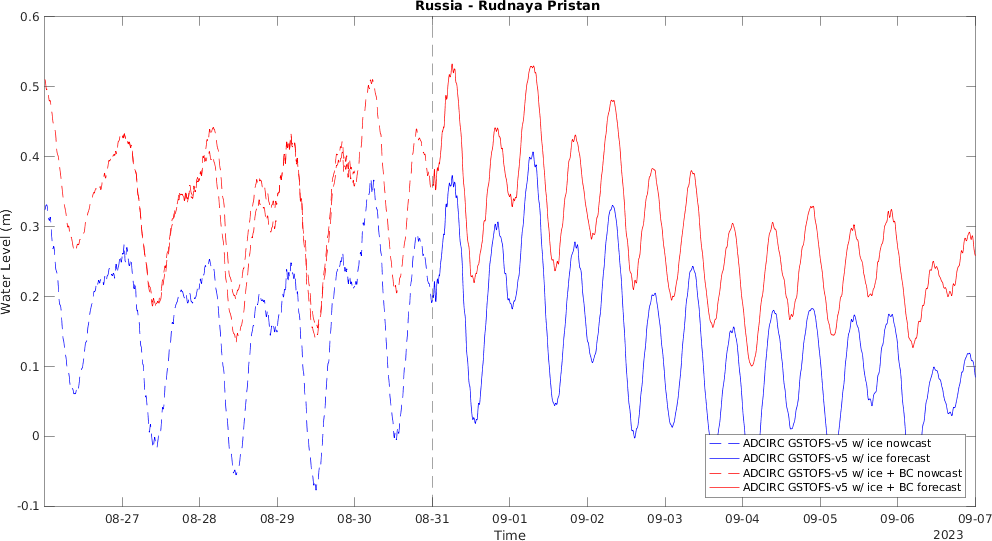 Russia - Rudnaya Pristan
0.6
0.5
0.4
0.3
0.2
0.1
0
-0.1
Water Level (m)
08-27 08-28 08-29 08-30 08-31 09-01 09-02 09-03 09-04 09-05 09-06 09-07
Time
2023
ADCIRC GSTOFS-v5 w/ ice nowcast
ADCIRC GSTOFS-v5 w/ ice forecast
ADCIRC GSTOFS-v5 w/ ice + BC nowcast
ADCIRC GSTOFS-v5 w/ ice + BC forecast